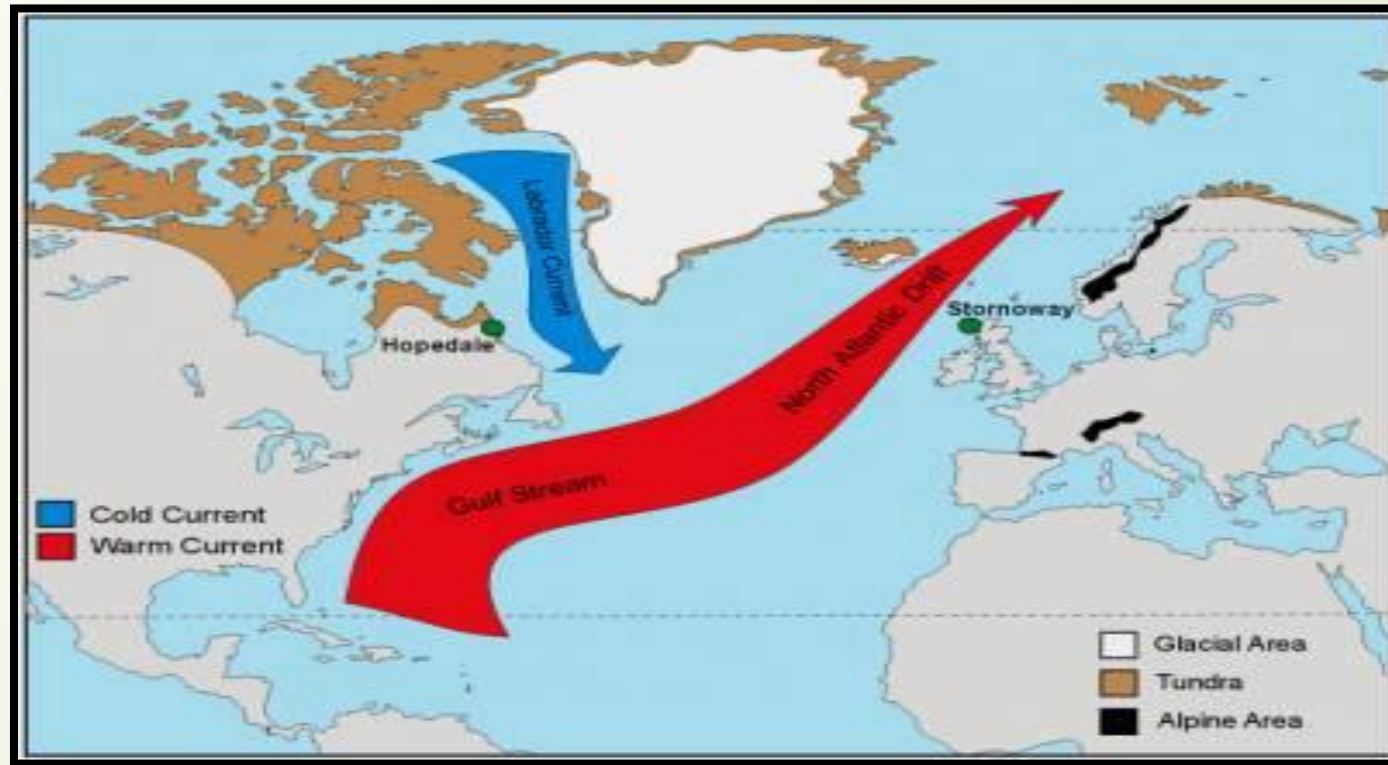 Labrador Current
Hopedale
Stornoway
North Atlantic Drift
Gulf Stream
Cold Current
Warm Current
Glacial Area
Tundra
Alpine Area